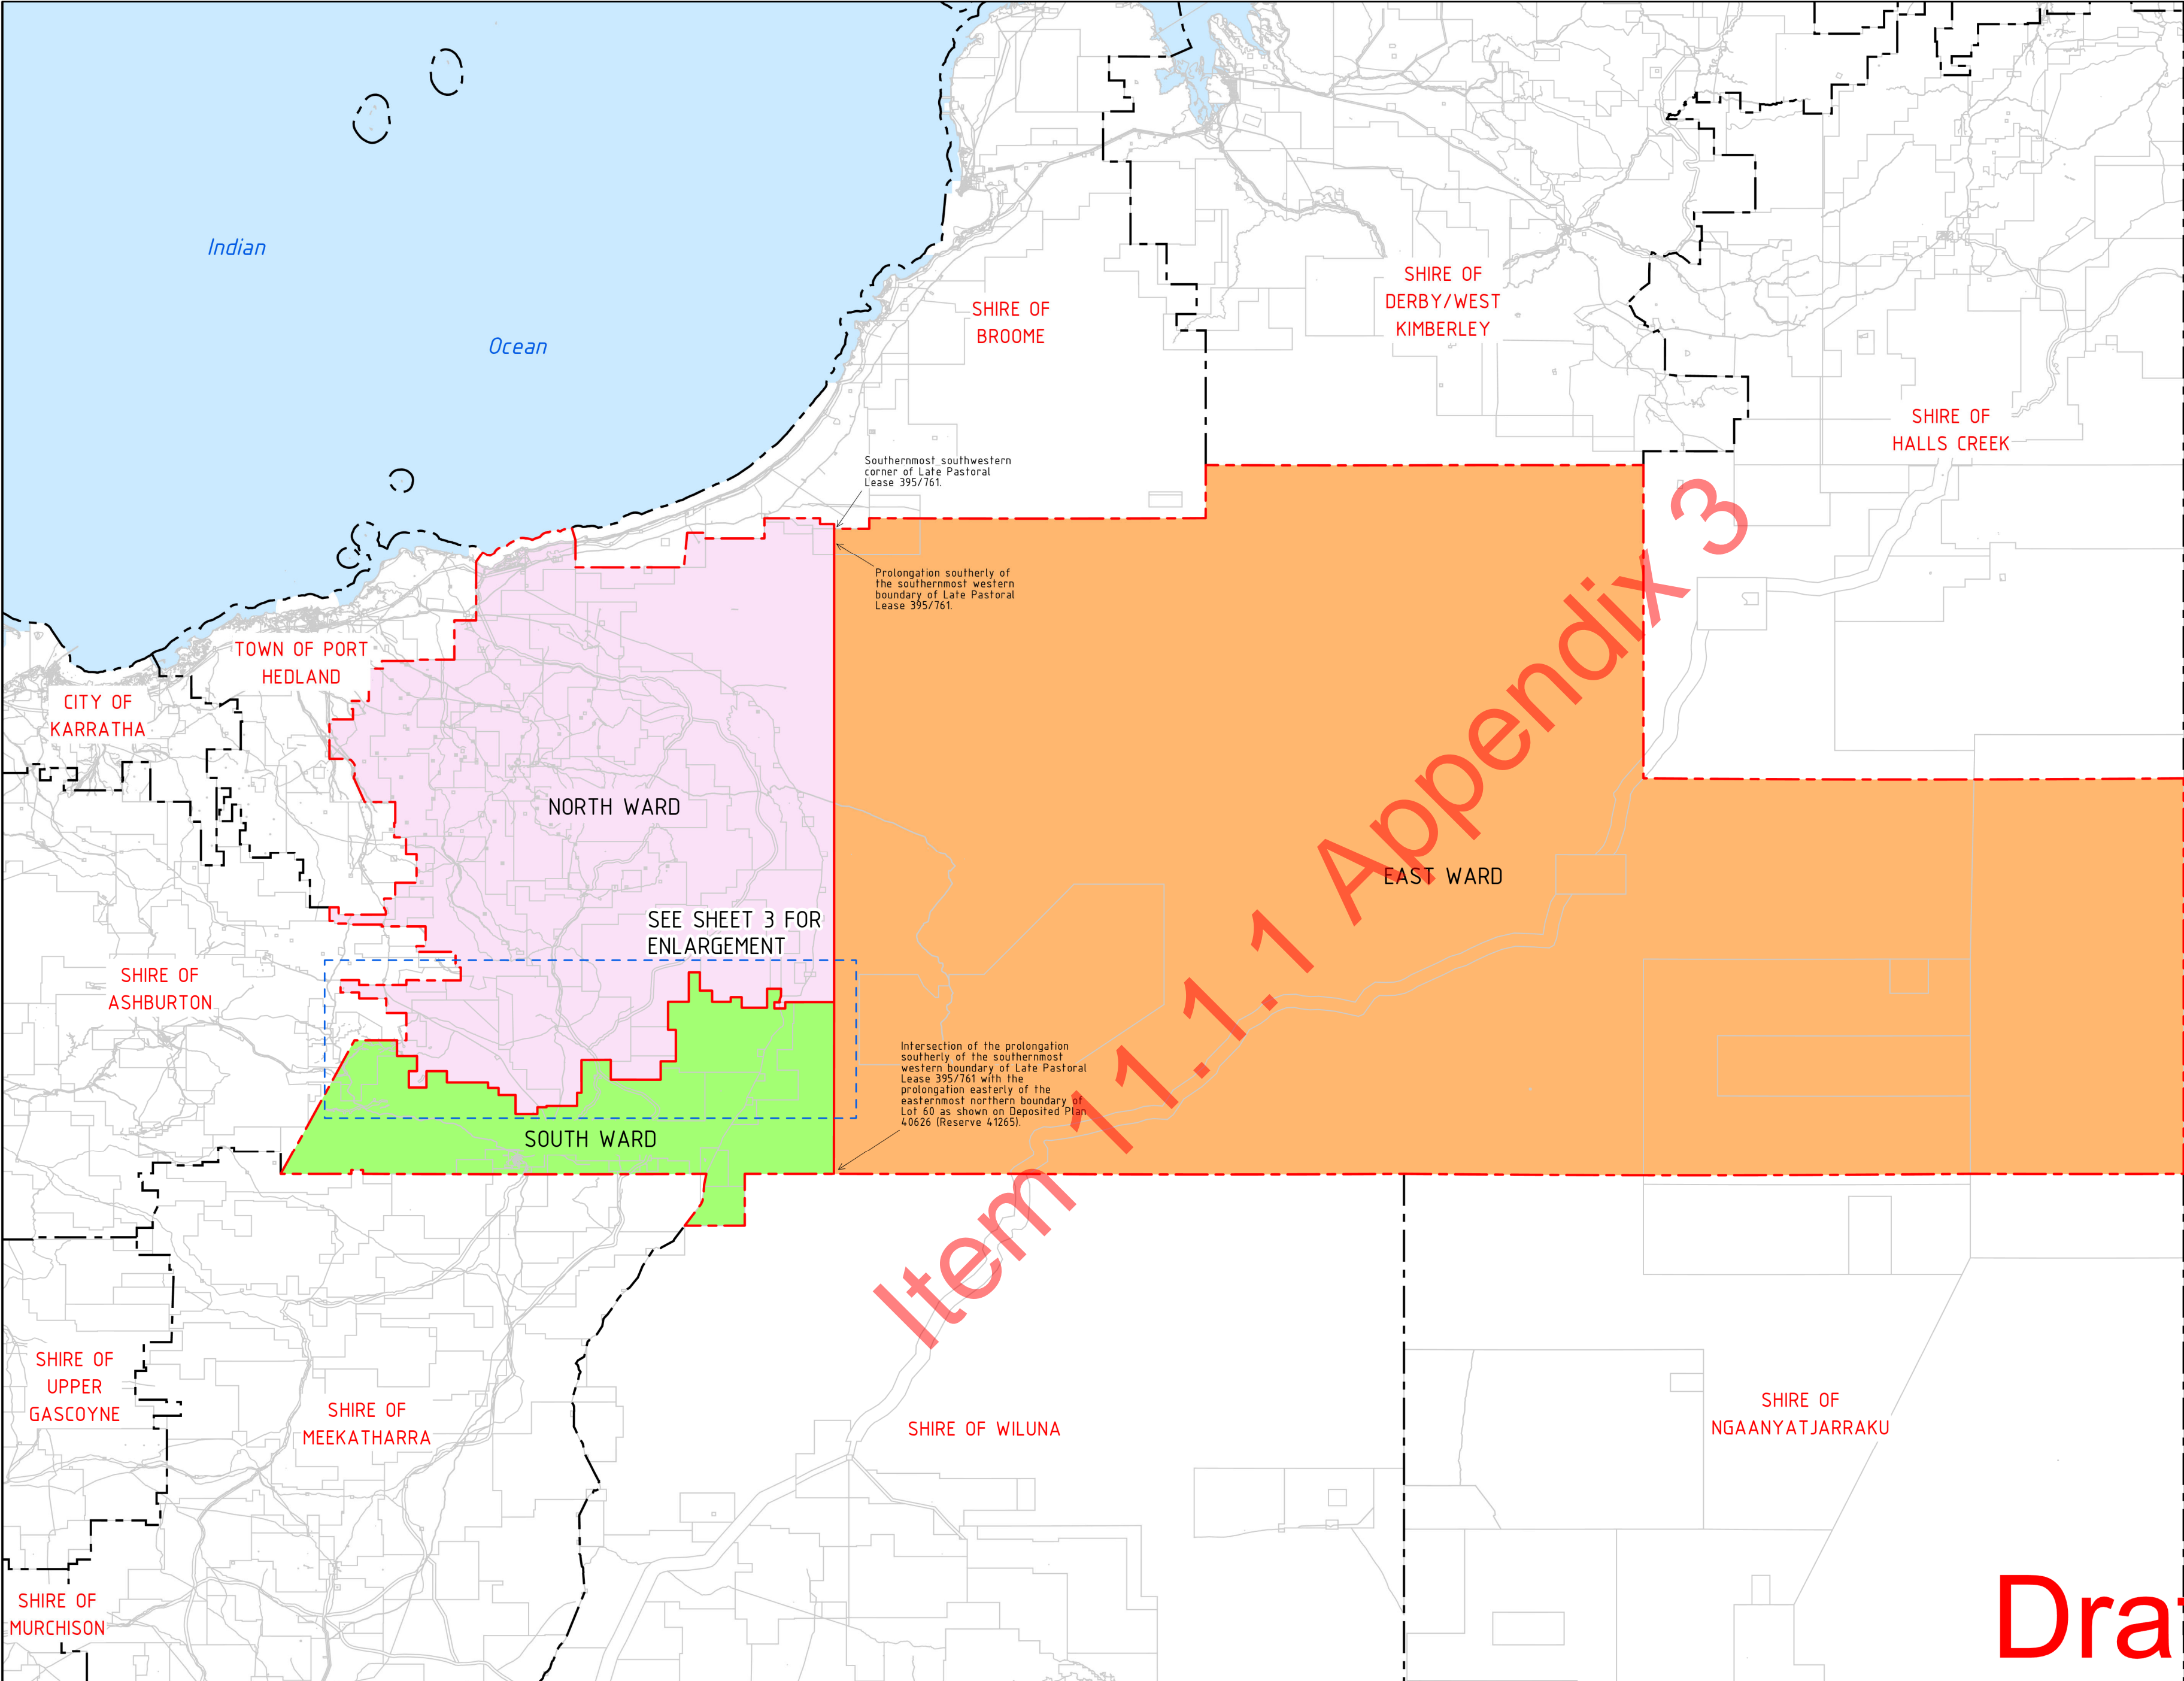 Indian
Ocean
SHIRE OF
BROOME
SHIRE OF
DERBY/WEST
KIMBERLEY
SHIRE OF
HALLS CREEK
Southernmost southwestern
corner of Late Pastoral
Lease 395/761.
Prolongation southerly of
the southernmost western
boundary of Late Pastoral
Lease 395/761.
TOWN OF PORT
HEDLAND
CITY OF
KARRATHA
NORTH WARD
EAST WARD
SEE SHEET 3 FOR
ENLARGEMENT
SHIRE OF
ASHBURTON
Intersection of the prolongation
southerly of the southernmost
western boundary of Late Pastoral
Lease 395/761 with the
prolongation easterly of the
easternmost northern boundary of
Lot 60 as shown on Deposited Plan
40626 (Reserve 41265).
SOUTH WARD
Item 11.1.1 Appendix 3
SHIRE OF
UPPER
GASCOYNE
SHIRE OF
MEEKATHARRA
SHIRE OF WILUNA
SHIRE OF
NGAANYATJARRAKU
SHIRE OF
MURCHISON
Dra